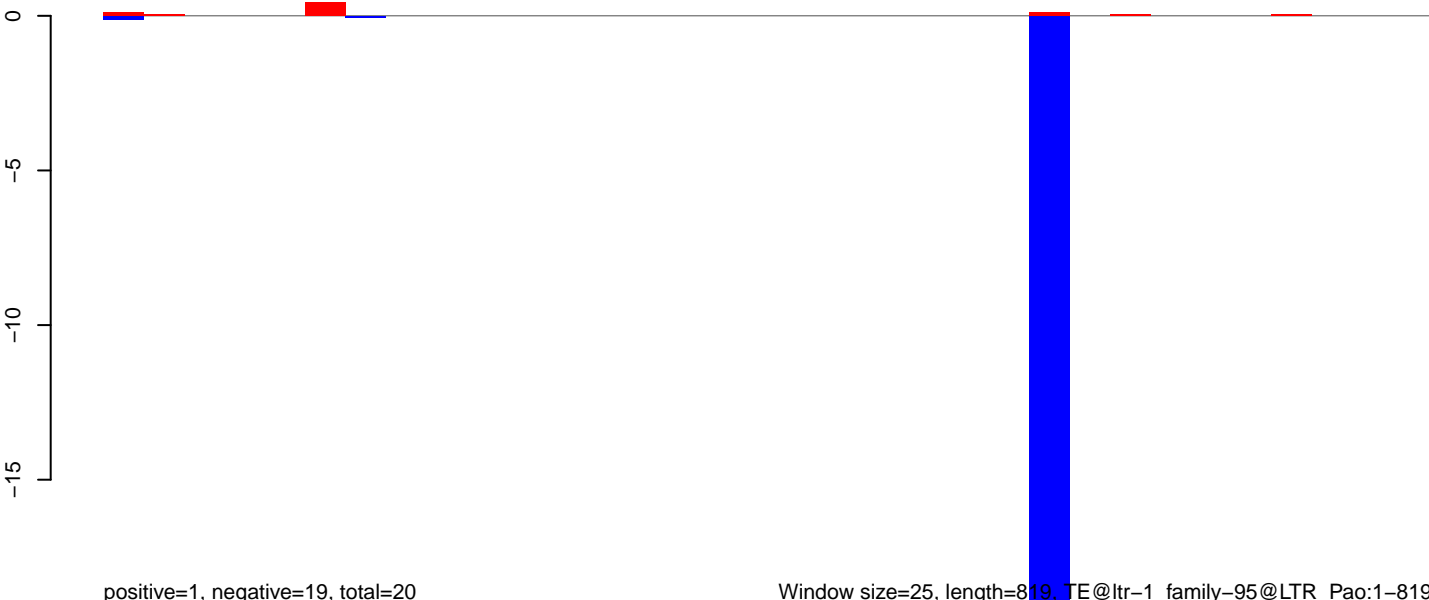 0
−5
−10
−15
positive=1, negative=19, total=20
Window size=25, length=819, TE@ltr−1_family−95@LTR_Pao:1−819